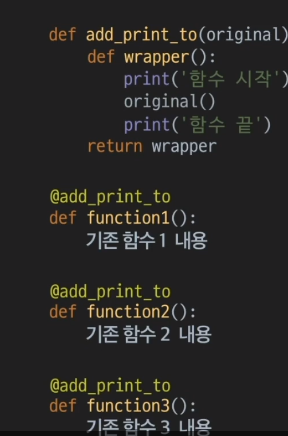 def add_print_to(original)
def wrapper():
print('함수 시작')
original()
print('함수 끝')
return wrapper
@add_print_to
def function1():
기존 함수 1 내용
@add_print_to
def function2():
기존 함수 2 내용
@add_print_to
def function3():
기존 함수 3 내용